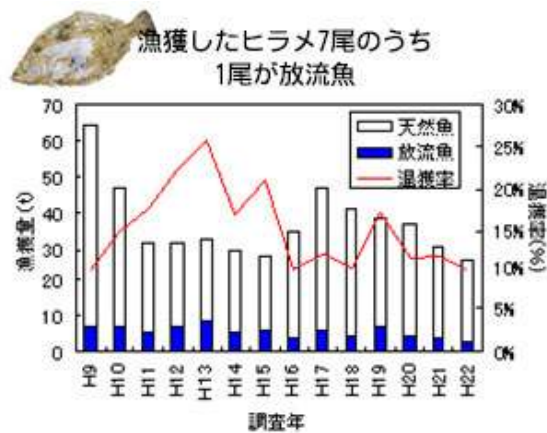 漁獲したヒラメ7尾のうち
1尾が放流魚
70
60
50
40
30
20
10
0
漁獲量(t)
30%
25%
20%
15%
10%
5%
0%
混獲率(%)
天然魚
放流魚
混獲率
H9
H10
H11
H12
H13
H14
H15
H16
H17
H18
H19
H20
H21
H22
調査年